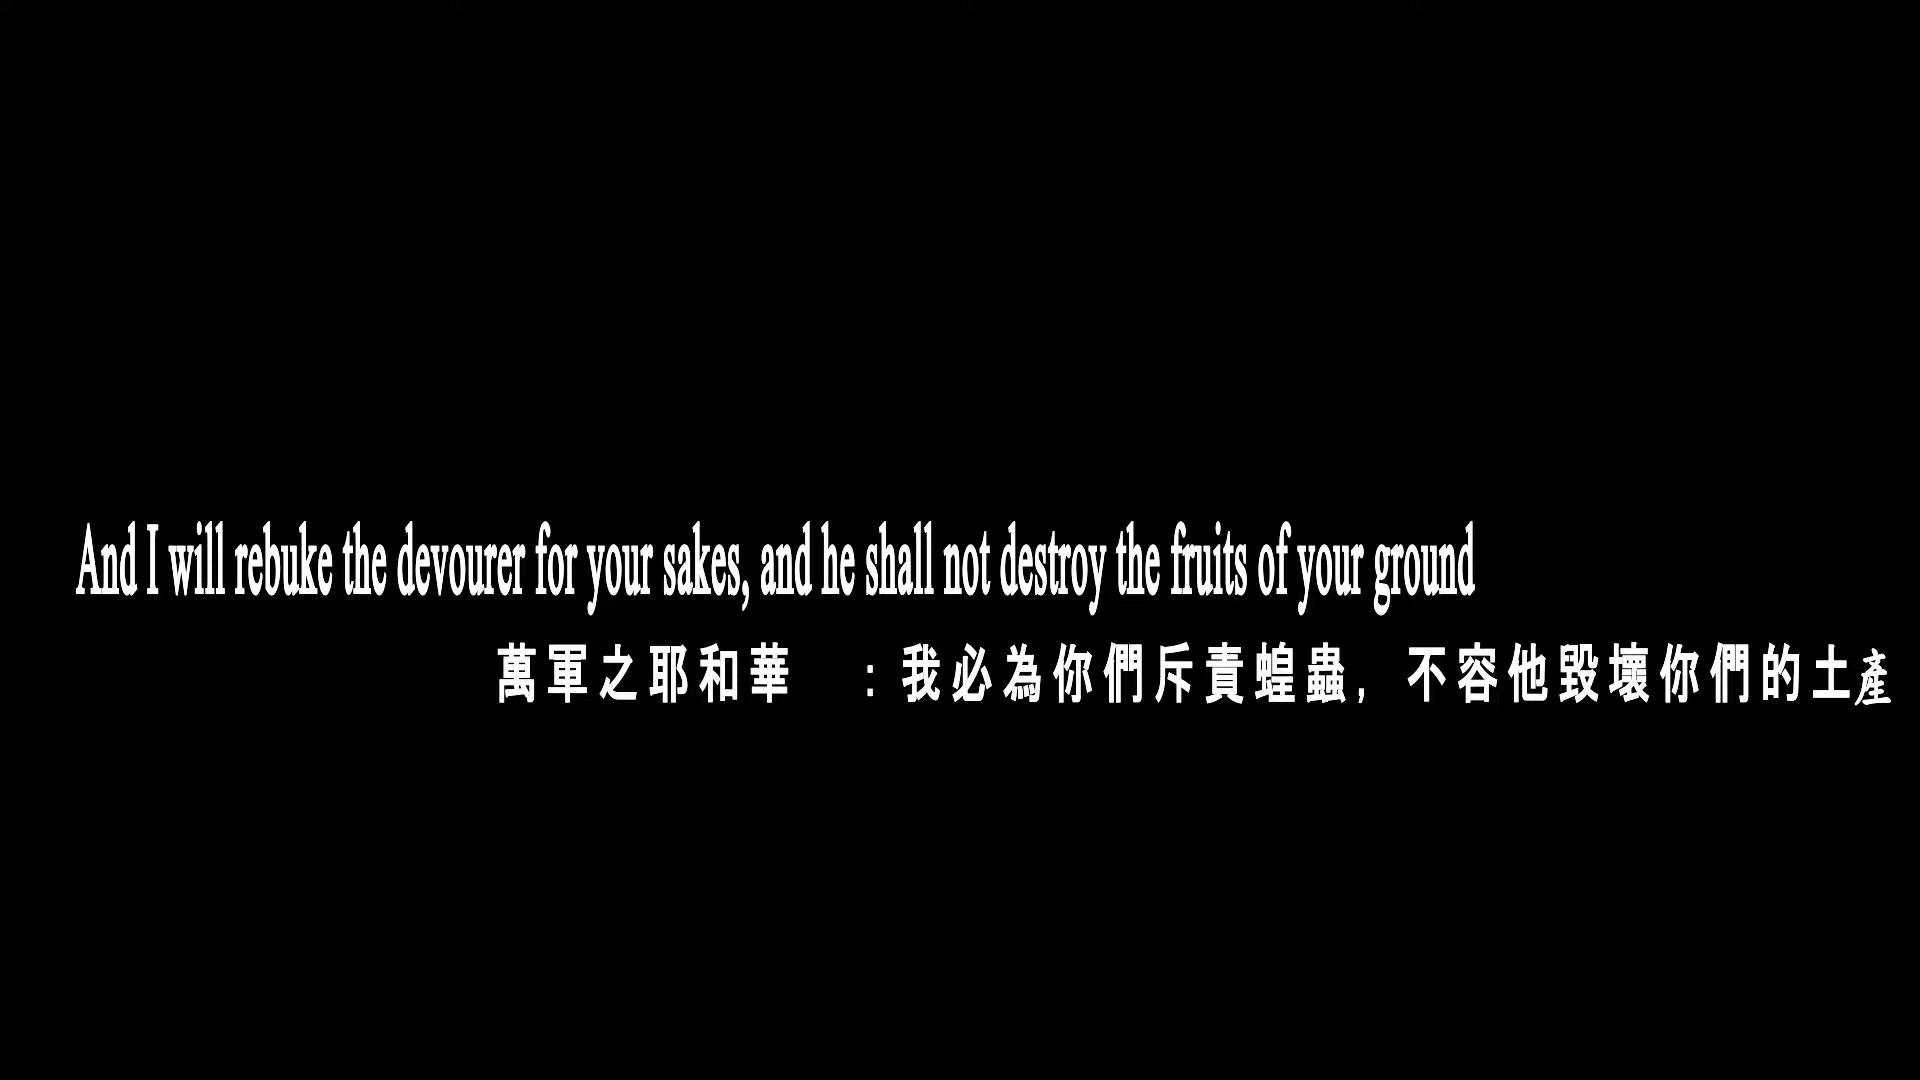 And I will rebuke the devourer for your sakes, and he shall not destroy the fruits of your ground
萬軍之耶和華　：我必為你們斥責蝗蟲，不容他毀壞你們的土產